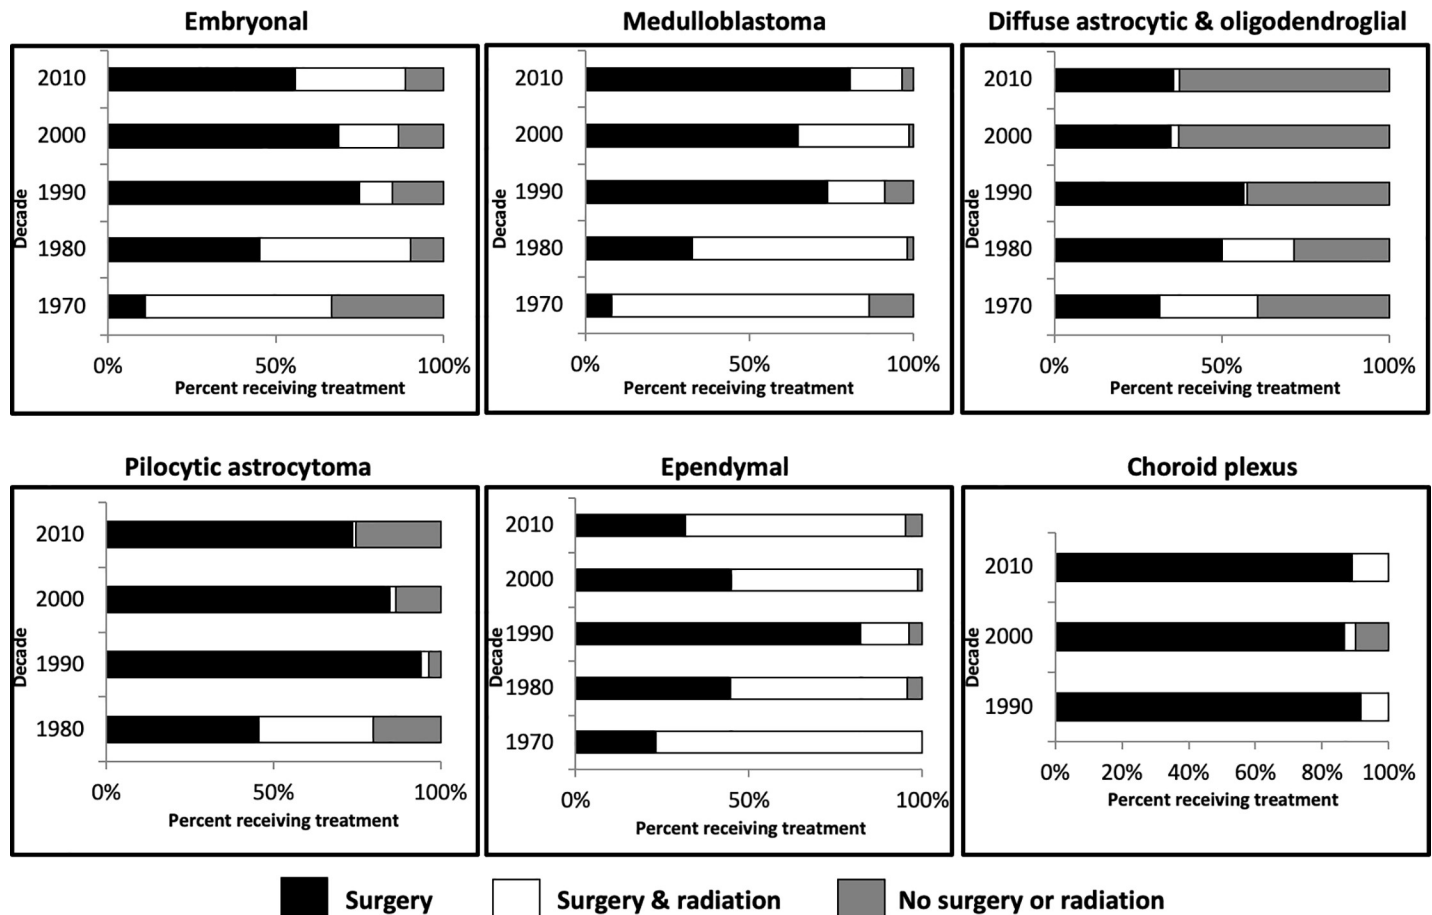 Embryonal
2010
2000
1990
1980
1970
Decade
0% 50% 100%
Percent receiving treatment
Medulloblastoma
2010
2000
1990
1980
1970
Decade
0% 50% 100%
Percent receiving treatment
Diffuse astrocytic & oligodendroglial
2010
2000
1990
1980
1970
Decade
0% 50% 100%
Percent receiving treatment
Pilocytic astrocytoma
2010
2000
1990
1980
Decade
0% 50% 100%
Percent receiving treatment
Ependymal
2010
2000
1990
1980
1970
Decade
0% 50% 100%
Percent receiving treatment
Choroid plexus
2010
2000
1990
Decade
0% 20% 40% 60% 80% 100%
Percent receiving treatment
Surgery Surgery & radiation No surgery or radiation